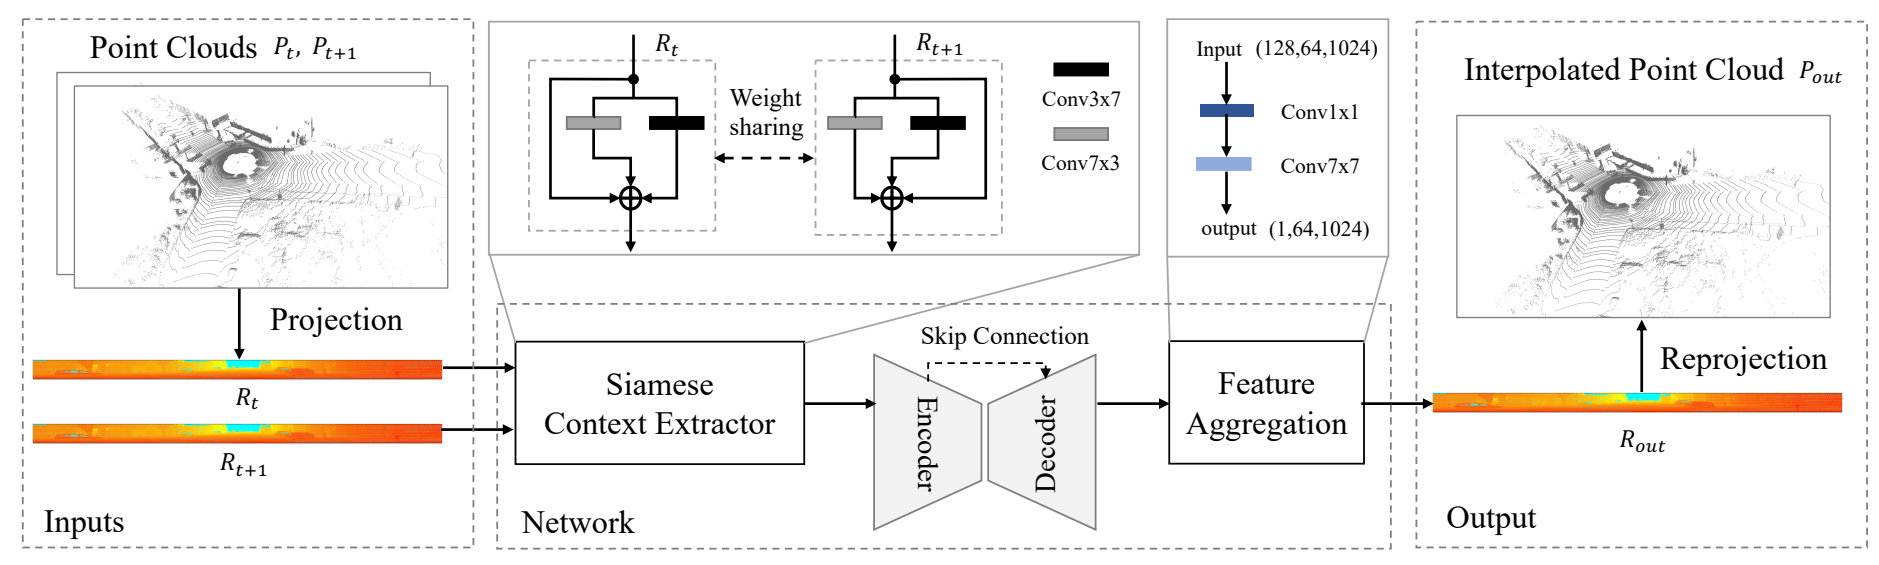 Point Clouds P_t, P_{t+1}
Projection
R_t
R_{t+1}
Inputs
R_t
Weight
sharing
R_{t+1}
Conv3x7
Conv7x3
Input (128,64,1024)
Conv1x1
Conv7x7
output (1,64,1024)
Siamese
Context Extractor
Skip Connection
Encoder
Decoder
Feature
Aggregation
Network
Interpolated Point Cloud P_{out}
Reprojection
R_{out}
Output